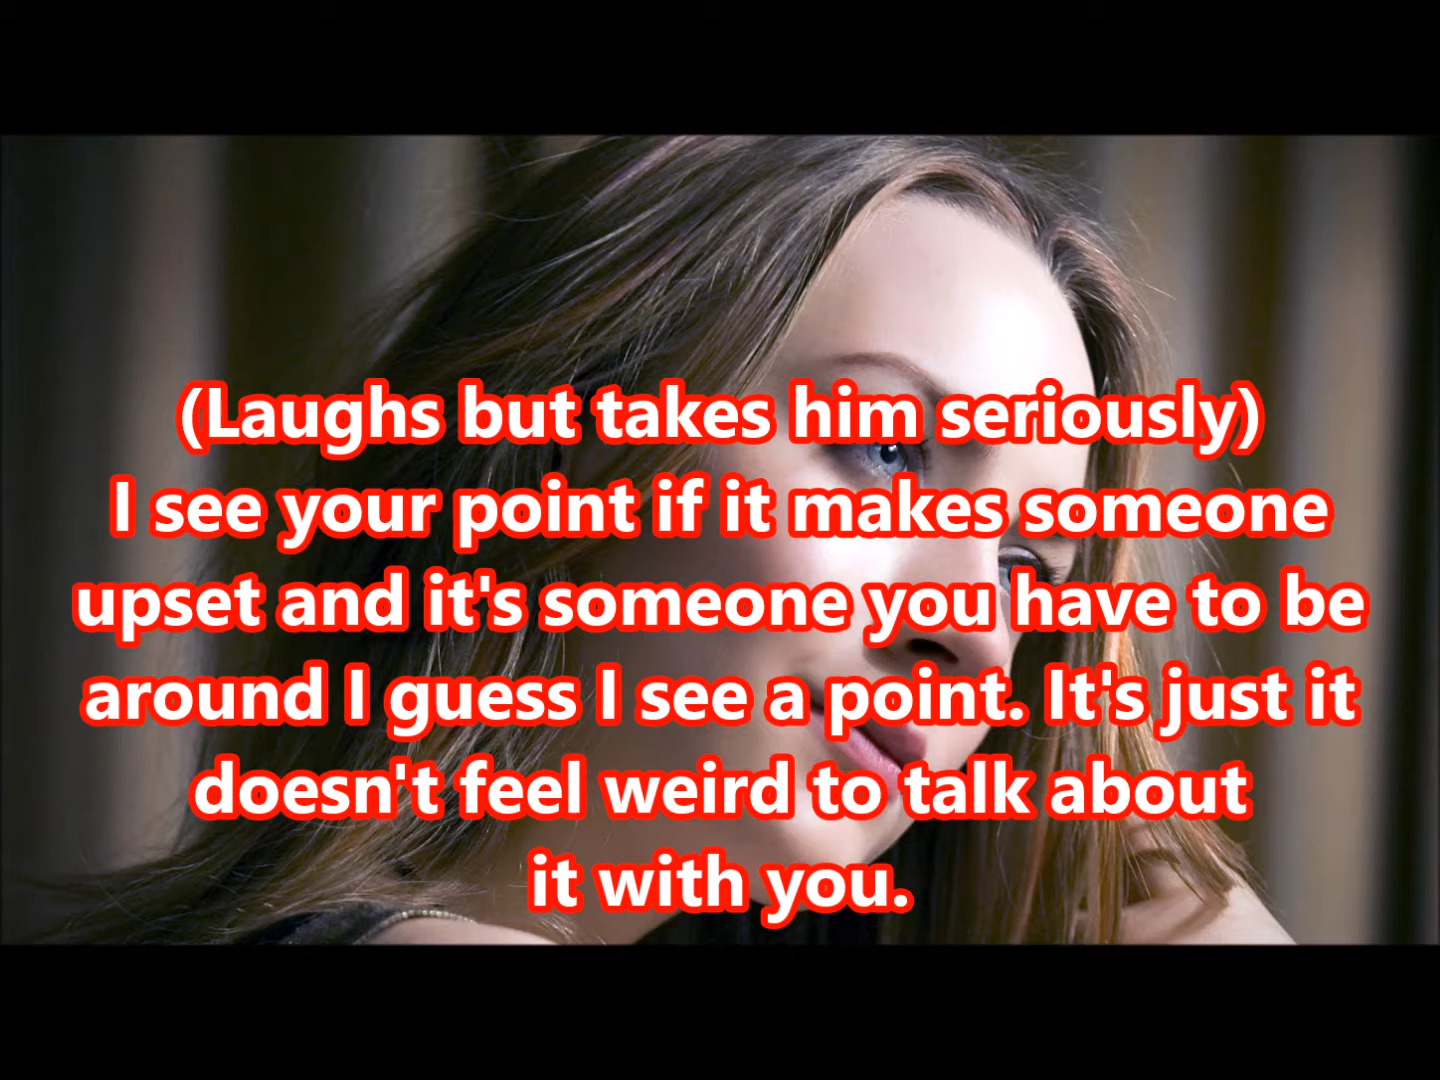 (Laughs but takes him seriously)
I see your point if it makes someone
upset and it's someone you have to be
around I guess I see a point. It's just it
doesn't feel weird to talk about
it with you.